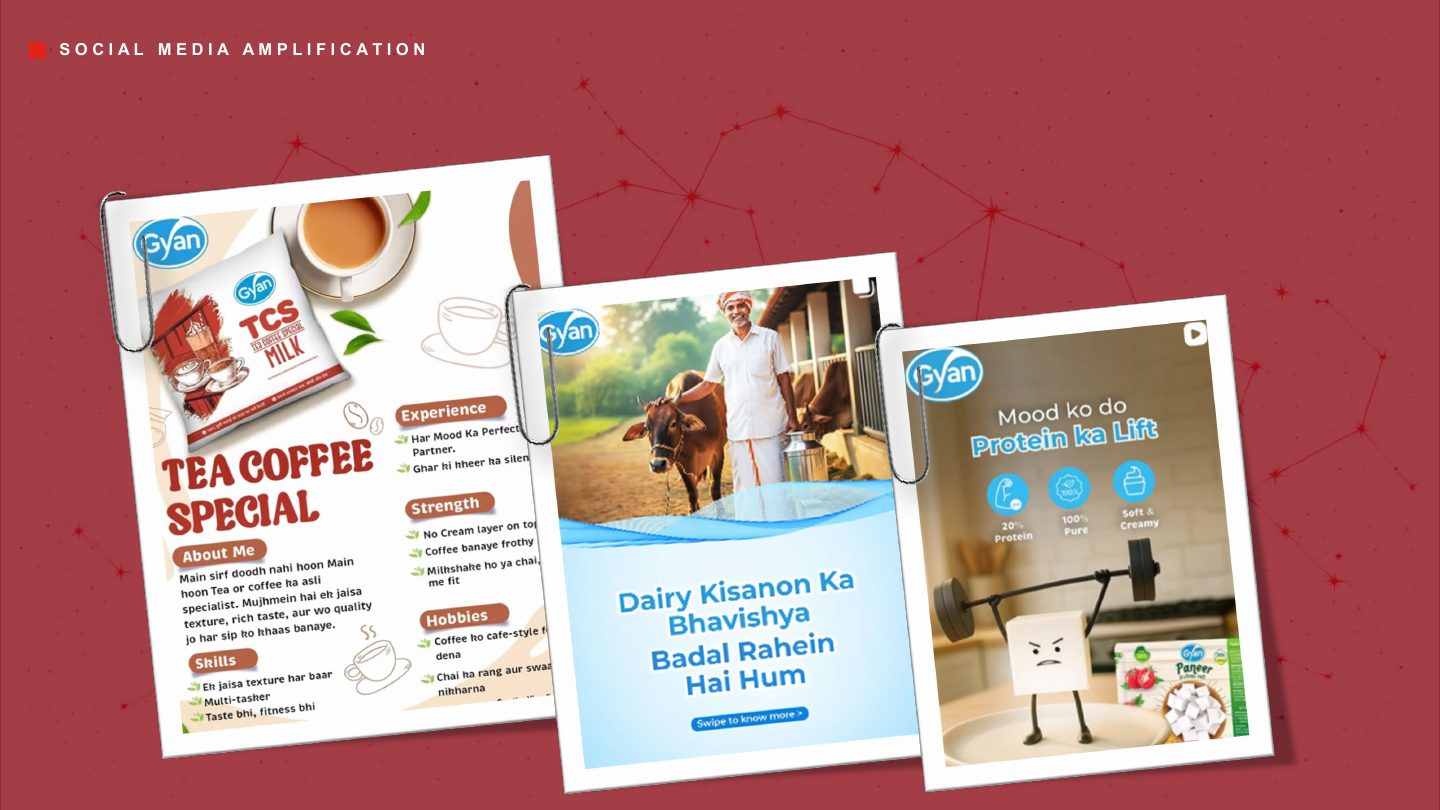 SOCIAL MEDIA AMPLIFICATION
Gyan
Gyan
TCS
TEA COFFEE SPECIAL
MILK
TEA COFFEE
SPECIAL
About Me
Main sirf doodh nahi hoon Main
hoon Tea or coffee ka asli
specialist. Mujhmein hai ek jaisa
texture, rich taste, aur wo quality
jo har sip ko khaas banaye.
Skills
Ek jaisa texture har baar
Multi-tasker
Taste bhi, fitness bhi
Experience
Har Mood Ka Perfect
Partner.
Ghar ki kheer ka silen
Strength
No Cream layer on top
Coffee banaye frothy
Milkshake ho ya chai,
me fit
Hobbies
Coffee ko cafe-style
dena
Chai ka rang aur swaa
nikharna
Gyan
Dairy Kisanon Ka
Bhavishya
Badal Rahein
Hai Hum
Swipe to know more >
Gyan
Mood ko do
Protein ka Lift
20%
Protein
100%
100%
Pure
Soft &
Creamy
Gyan
Paneer